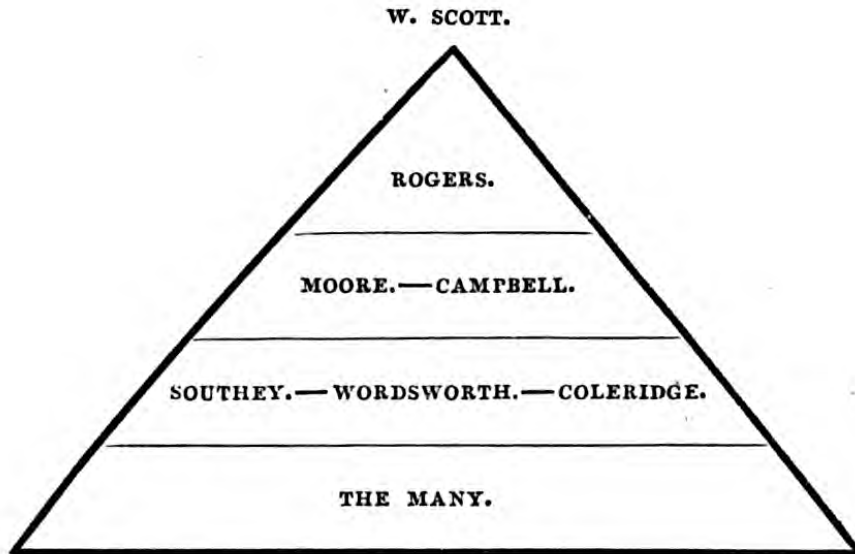 W. SCOTT.
ROGERS.
MOORE.—CAMPBELL.
SOUTHEY.—WORDSWORTH.—COLERIDGE.
THE MANY.